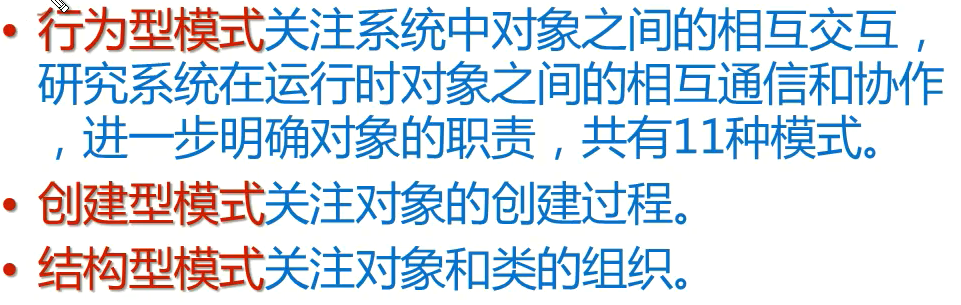 • 行为型模式关注系统中对象之间的相互交互，
研究系统在运行时对象之间的相互通信和协作
，进一步明确对象的职责，共有11种模式。
• 创建型模式关注对象的创建过程。
• 结构型模式关注对象和类的组织。